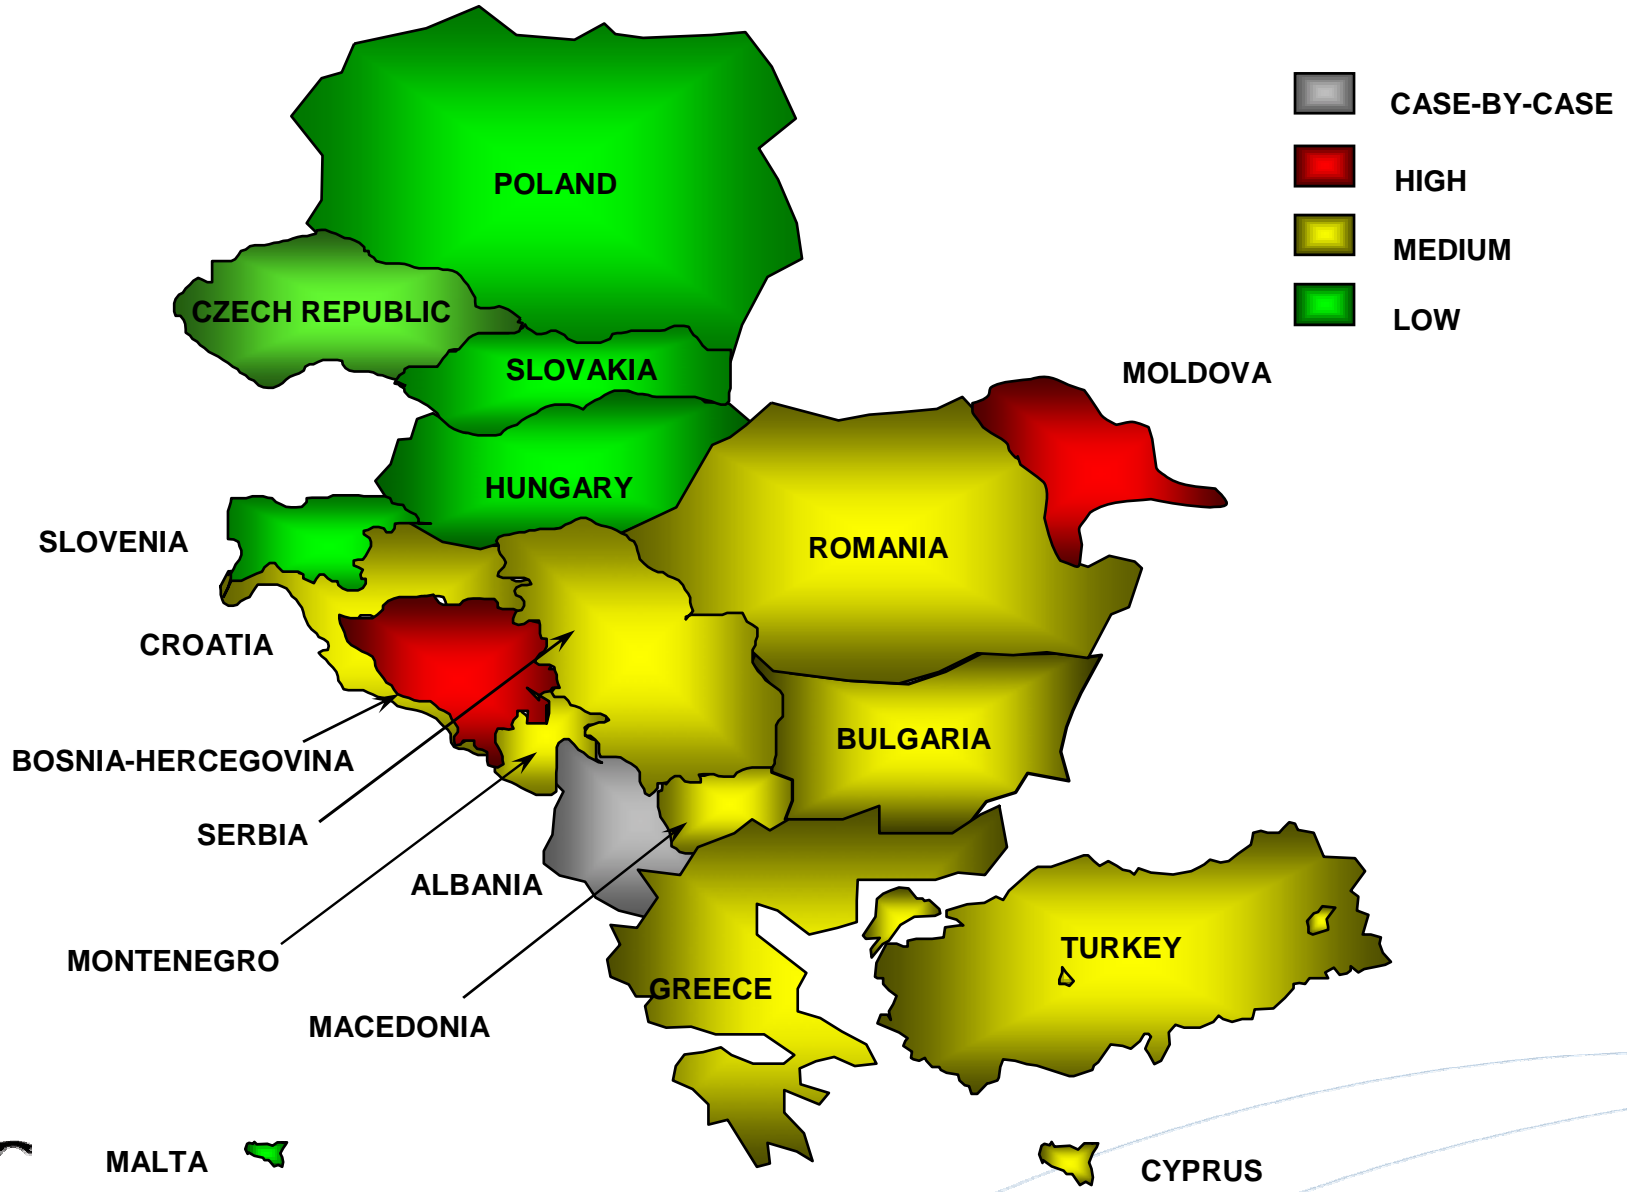 CASE-BY-CASE
POLAND
HIGH
MEDIUM
CZECH REPUBLIC
LOW
SLOVAKIA
MOLDOVA
HUNGARY
SLOVENIA
ROMANIA
CROATIA
BULGARIA
BOSNIA-HERCEGOVINA
SERBIA
ALBANIA
TURKEY
MONTENEGRO
GREECE
MACEDONIA
MALTA
CYPRUS